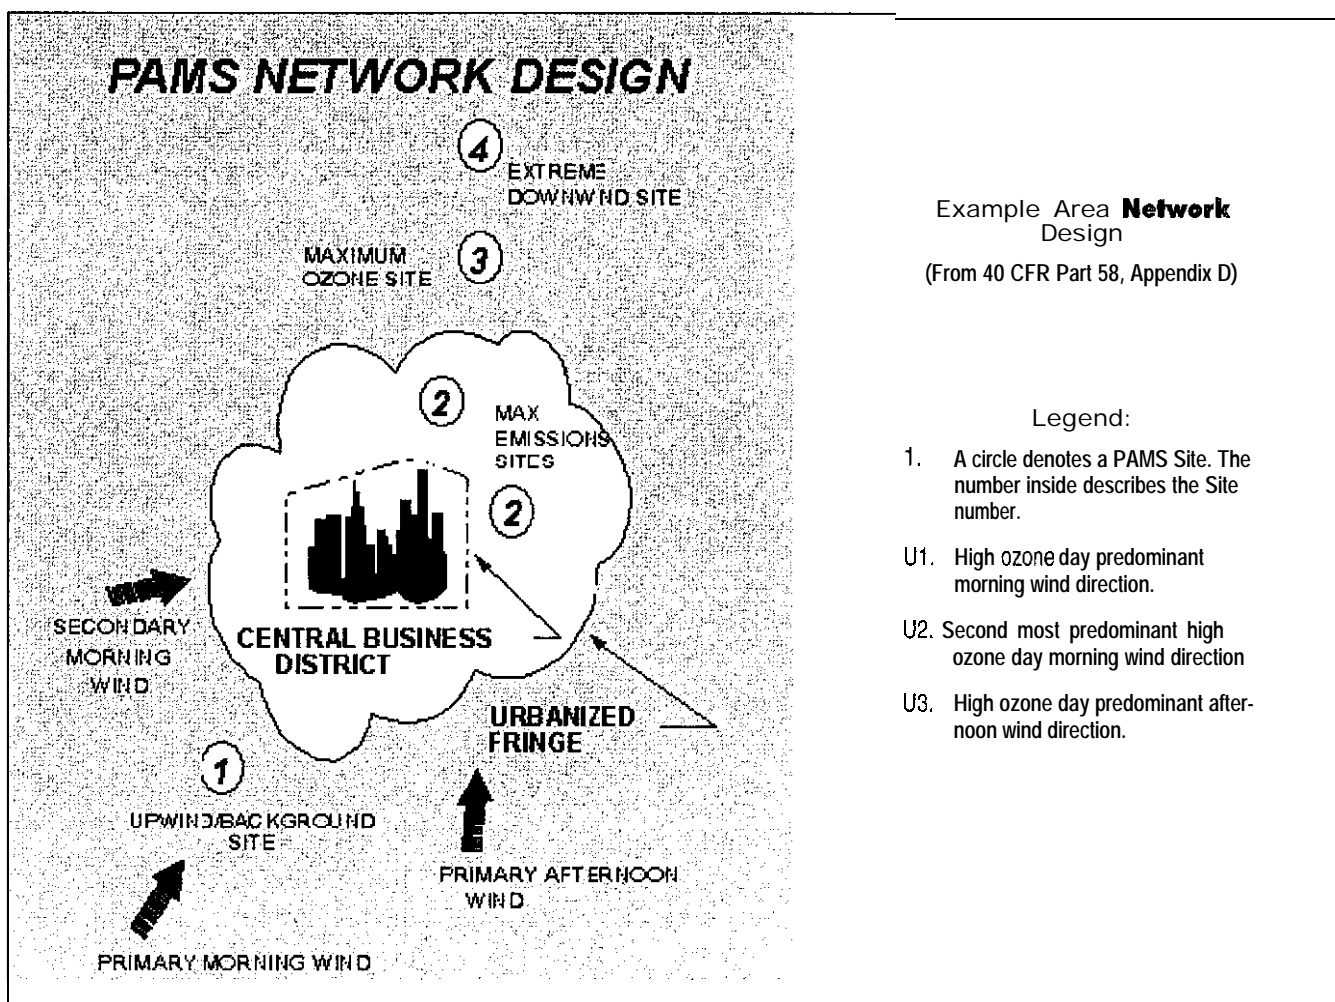 PAMS NETWORK DESIGN
4
EXTREME
DOWNWIND SITE
MAXIMUM
OZONE SITE
3
2
MAX
EMISSIONS
SITES
2
SECONDARY
MORNING
WIND
CENTRAL BUSINESS
DISTRICT
URBANIZED
FRINGE
1
UPWIND/BACKGROUND
SITE
PRIMARY AFTERNOON
WIND
PRIMARY MORNING WIND
Example Area Network
Design
(From 40 CFR Part 58, Appendix D)
Legend:
1. A circle denotes a PAMS Site. The
number inside describes the Site
number.
U1. High ozone day predominant
morning wind direction.
U2. Second most predominant high
ozone day morning wind direction
U3. High ozone day predominant after-
noon wind direction.